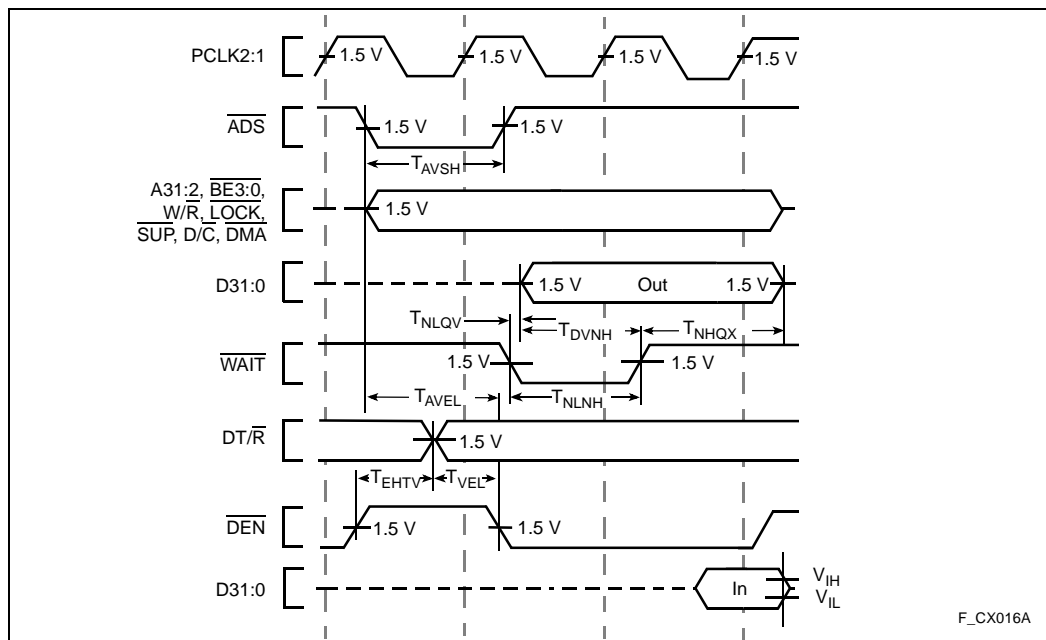 PCLK2:1
1.5 V 1.5 V 1.5 V 1.5 V
ADS
1.5 V 1.5 V
TAVSH
A31:2, BE3:0,
W/R, LOCK,
SUP, D/C, DMA
1.5 V
D31:0
1.5 V Out 1.5 V
TNLQV TDVNH TNHQX
WAIT
1.5 V 1.5 V
TAVEL TNLNH
DT/R
1.5 V
TEHTV TVEL
DEN
1.5 V 1.5 V
D31:0
In
VIH
VIL
F_CX016A